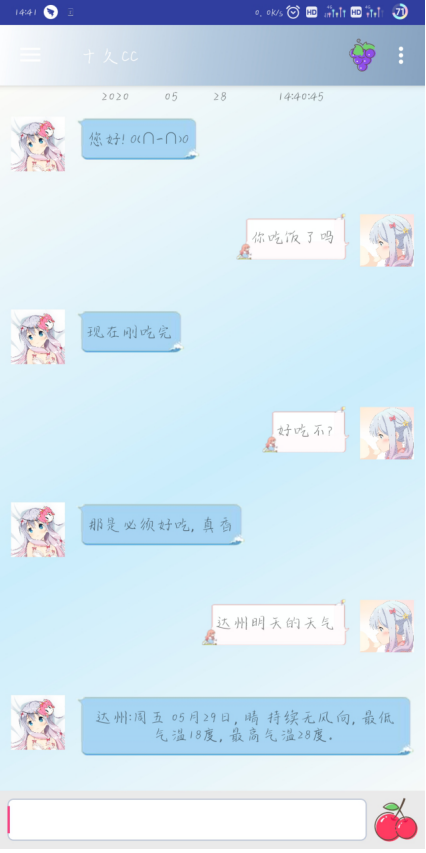 14:41
0.0K/s HD HD 71
十久CC
2020 05 28 14:40:45
您好! O(∩-∩)O
你吃饭了吗
现在刚吃完
好吃不?
那是必须好吃, 真香
达州明天的天气
达州:周五 05月29日, 晴 持续无风向, 最低
气温18度, 最高气温28度.